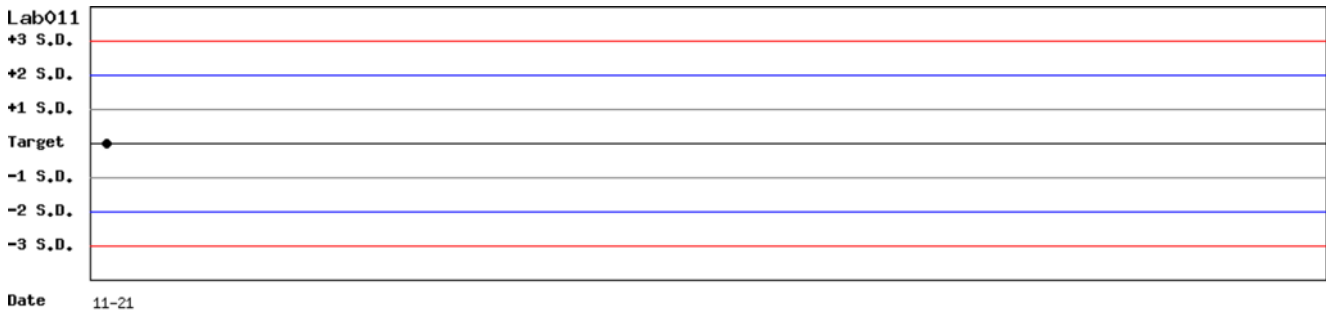 Lab011
+3 S.D.
+2 S.D.
+1 S.D.
Target
-1 S.D.
-2 S.D.
-3 S.D.
Date 11-21